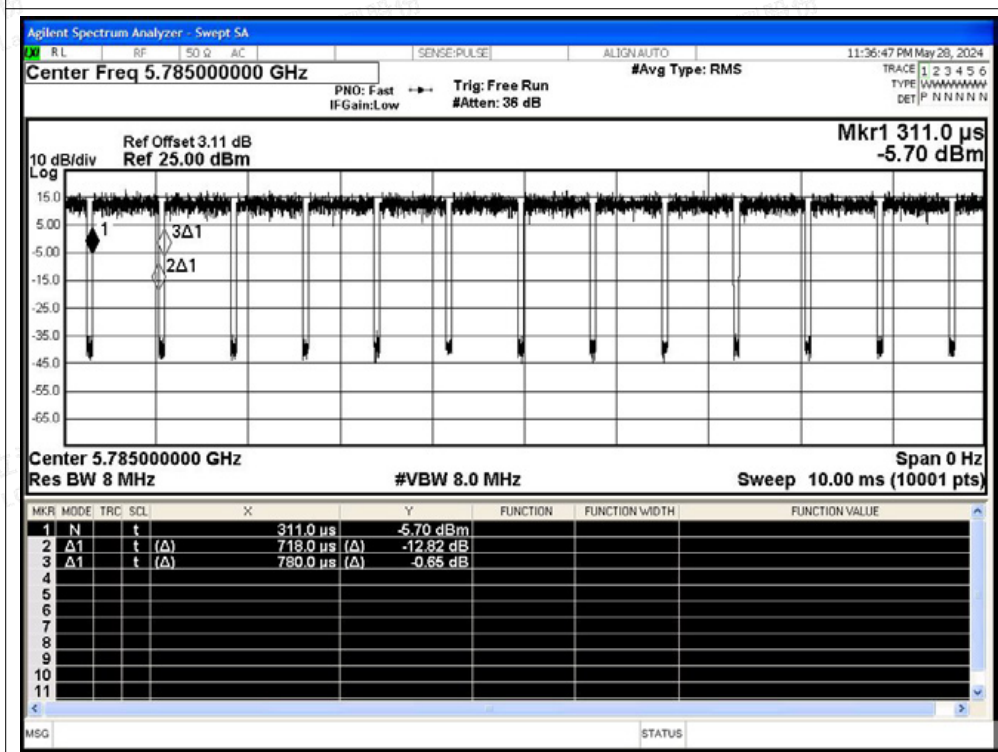 Agilent Spectrum Analyzer - Swept SA
RL RF 50 Ω AC SENSE:PULSE ALIGN AUTO 11:36:47 PM May 28, 2024
Center Freq 5.785000000 GHz #Avg Type: RMS TRACE 1 2 3 4 5 6
PNO: Fast Trig: Free Run TYPE WWWWWW
IFGain:Low #Atten: 36 dB DET P N N N N N
Mkr1 311.0 µs
Ref Offset 3.11 dB
10 dB/div Ref 25.00 dBm -5.70 dBm
Log
15.0
5.00
1 3Δ1
-5.00
2Δ1
-15.0
-25.0
-35.0
-45.0
-55.0
-65.0
Center 5.785000000 GHz Span 0 Hz
Res BW 8 MHz #VBW 8.0 MHz Sweep 10.00 ms (10001 pts)
MKR MODE TRC SCL X Y FUNCTION FUNCTION WIDTH FUNCTION VALUE
1 N t 311.0 µs -5.70 dBm
2 Δ1 t (Δ) 718.0 µs (Δ) -12.82 dB
3 Δ1 t (Δ) 780.0 µs (Δ) -0.65 dB
4
5
6
7
8
9
10
11
MSG STATUS